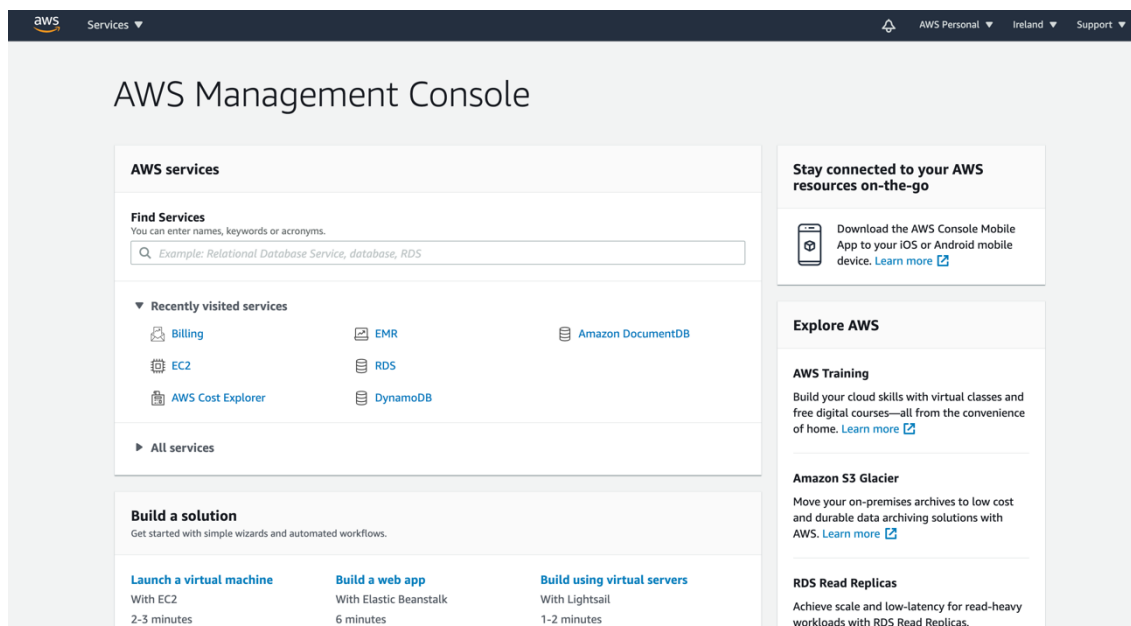 aws Services ▼ AWS Personal ▼ Ireland ▼ Support ▼
AWS Management Console
AWS services
Find Services
You can enter names, keywords or acronyms.
Example: Relational Database Service, database, RDS
▼ Recently visited services
Billing EMR Amazon DocumentDB
EC2 RDS
AWS Cost Explorer DynamoDB
▶ All services
Build a solution
Get started with simple wizards and automated workflows.
Launch a virtual machine
With EC2
2-3 minutes
Build a web app
With Elastic Beanstalk
6 minutes
Build using virtual servers
With Lightsail
1-2 minutes
Stay connected to your AWS
resources on-the-go
Download the AWS Console Mobile
App to your iOS or Android mobile
device. Learn more
Explore AWS
AWS Training
Build your cloud skills with virtual classes and
free digital courses—all from the convenience
of home. Learn more
Amazon S3 Glacier
Move your on-premises archives to low cost
and durable data archiving solutions with
AWS. Learn more
RDS Read Replicas
Achieve scale and low-latency for read-heavy
workloads with RDS Read Replicas.